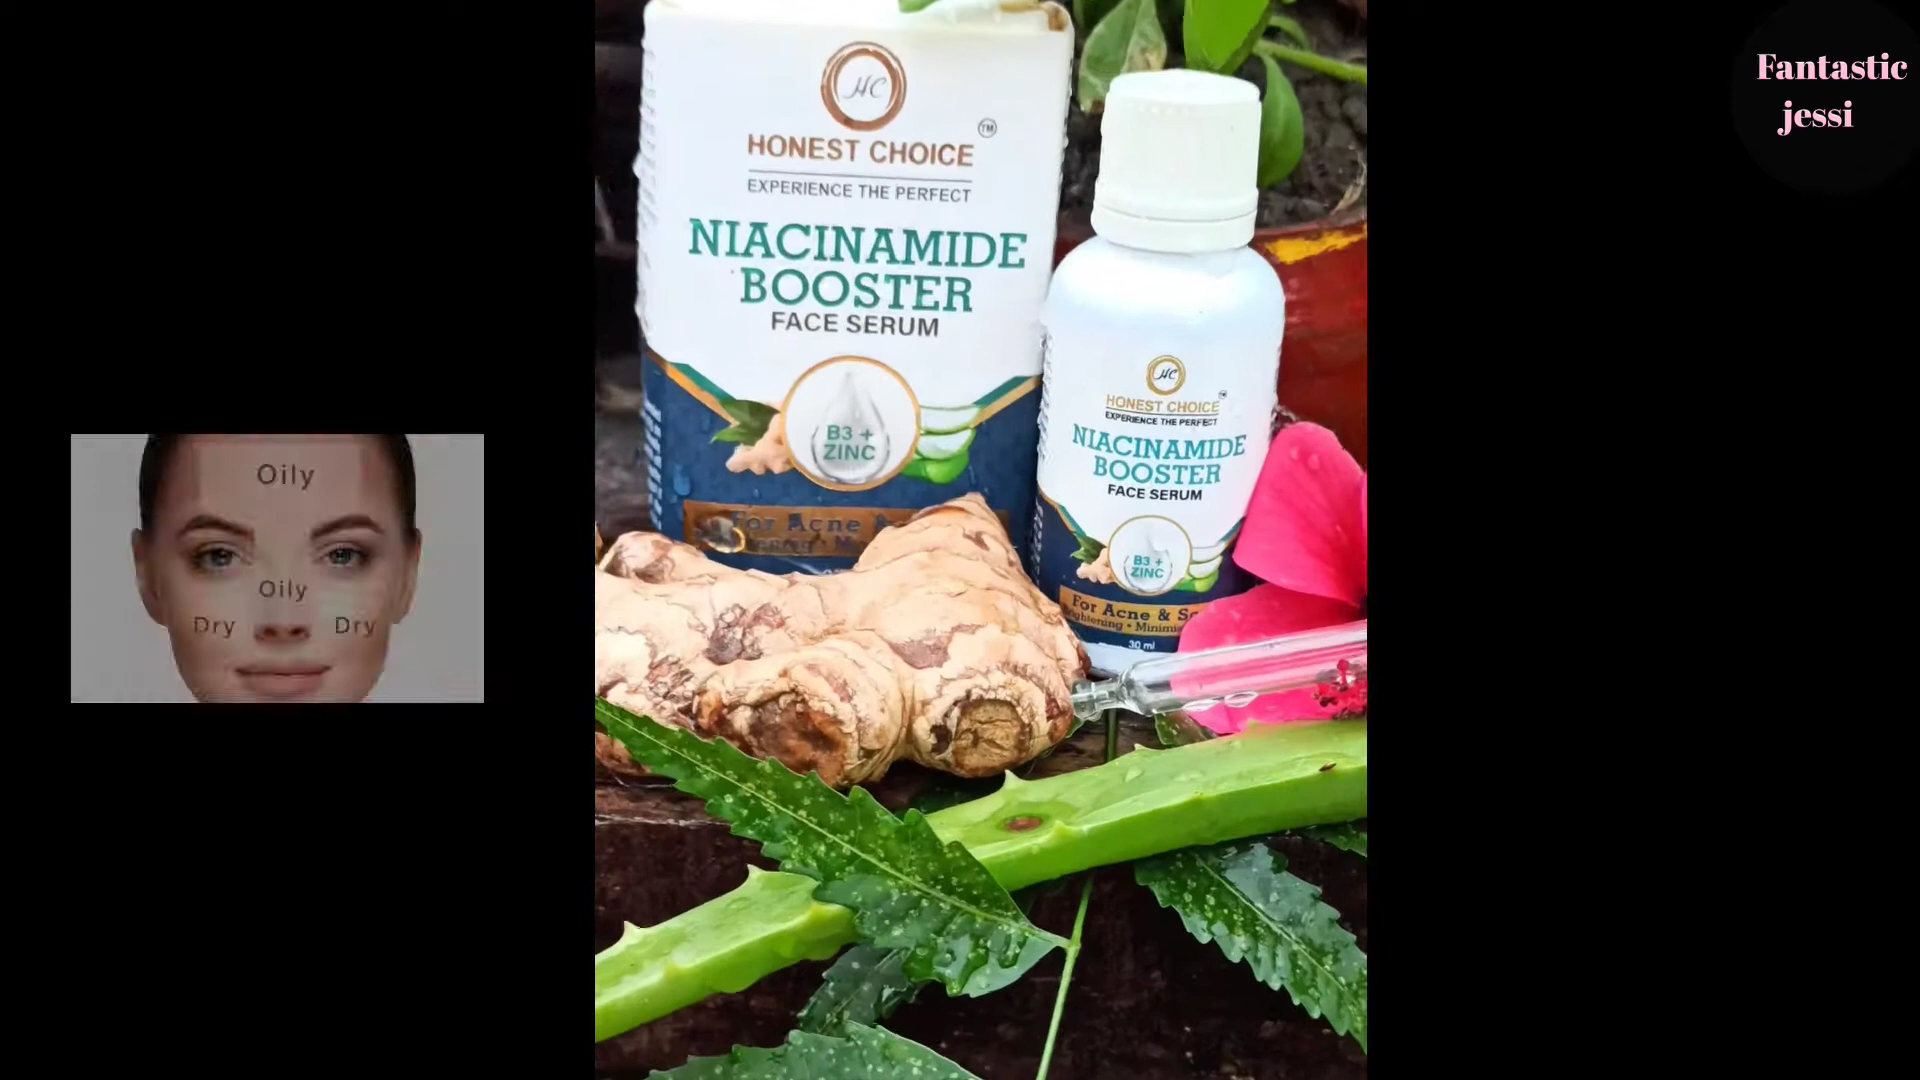 Fantastic
jessi
HC
TM
HONEST CHOICE
EXPERIENCE THE PERFECT
NIACINAMIDE
BOOSTER
FACE SERUM
B3 +
ZINC
For Acne &
HC
HONEST CHOICE
EXPERIENCE THE PERFECT
NIACINAMIDE
BOOSTER
FACE SERUM
B3 +
ZINC
For Acne &
30 ml
Oily
Oily
Dry Dry